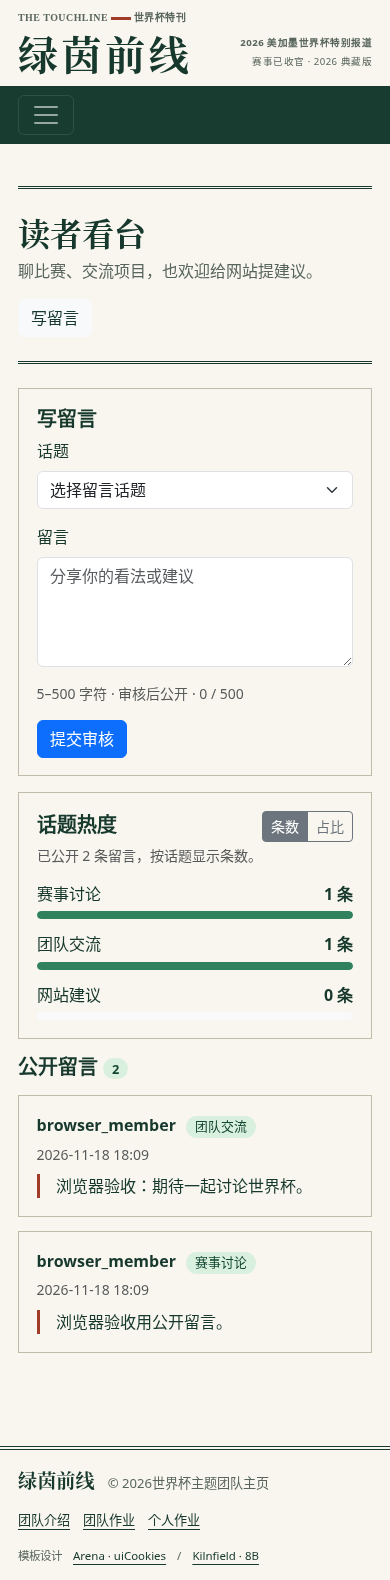 THE TOUCHLINE 世界杯特刊
绿茵前线
2026 美加墨世界杯特别报道
赛事已收官 · 2026 典藏版
读者看台
聊比赛、交流项目，也欢迎给网站提建议。
写留言
写留言
话题
选择留言话题
留言
分享你的看法或建议
5–500 字符 · 审核后公开 · 0 / 500
提交审核
话题热度
条数 占比
已公开 2 条留言，按话题显示条数。
赛事讨论 1 条
团队交流 1 条
网站建议 0 条
公开留言 2
browser_member 团队交流
2026-11-18 18:09
浏览器验收：期待一起讨论世界杯。
browser_member 赛事讨论
2026-11-18 18:09
浏览器验收用公开留言。
绿茵前线 © 2026世界杯主题团队主页
团队介绍 团队作业 个人作业
模板设计 Arena · uiCookies / Kilnfield · 8B